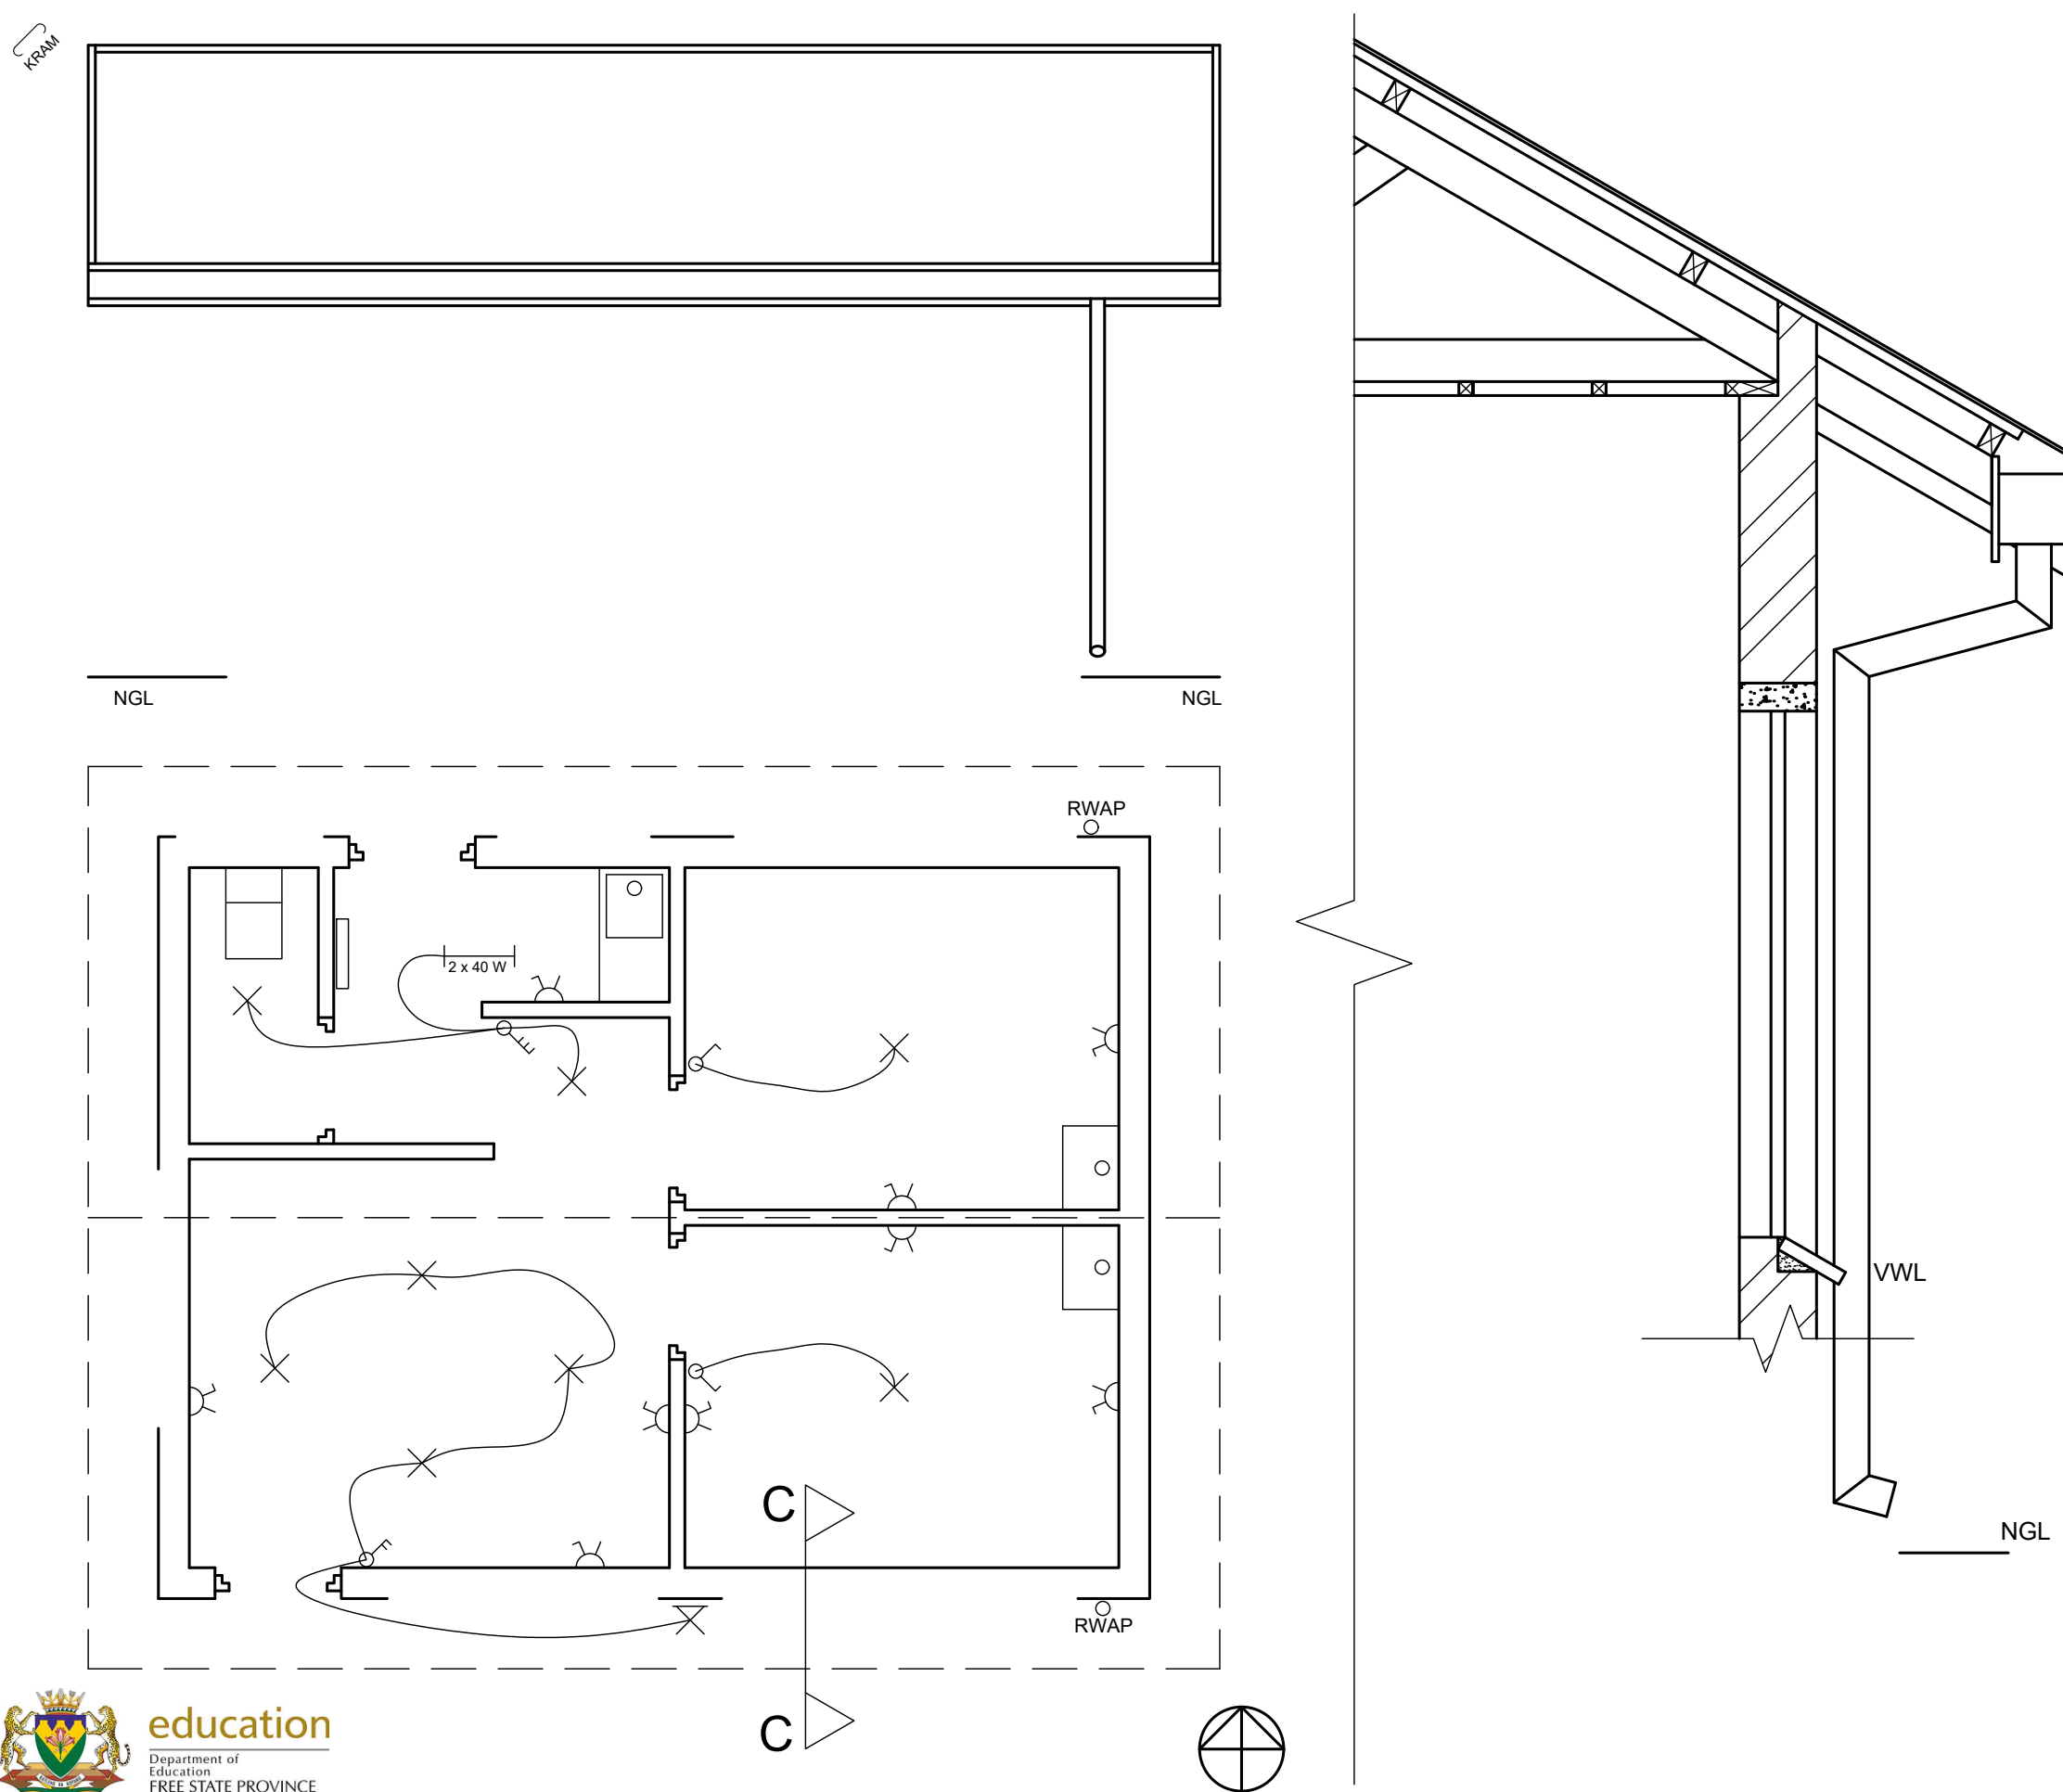 KRAM
NGL
NGL
RWAP
2 x 40 W
VWL
C
NGL
RWAP
C
education
Department of
Education
FREE STATE PROVINCE